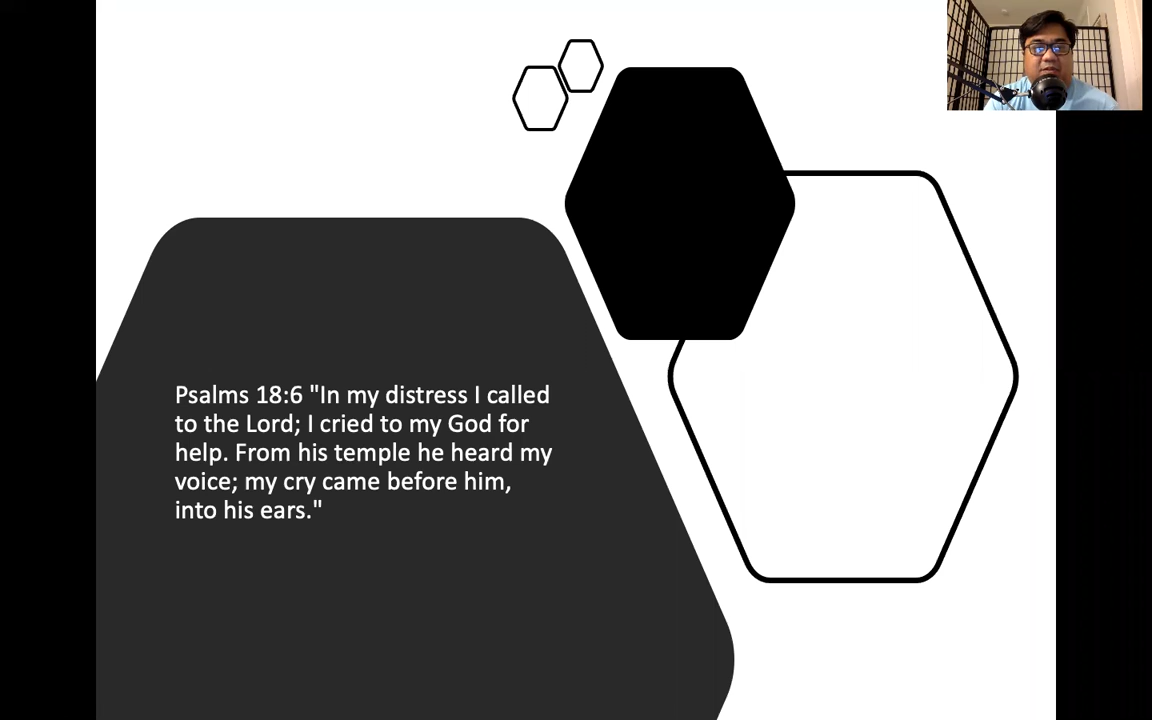 Psalms 18:6 "In my distress I called
to the Lord; I cried to my God for
help. From his temple he heard my
voice; my cry came before him,
into his ears."